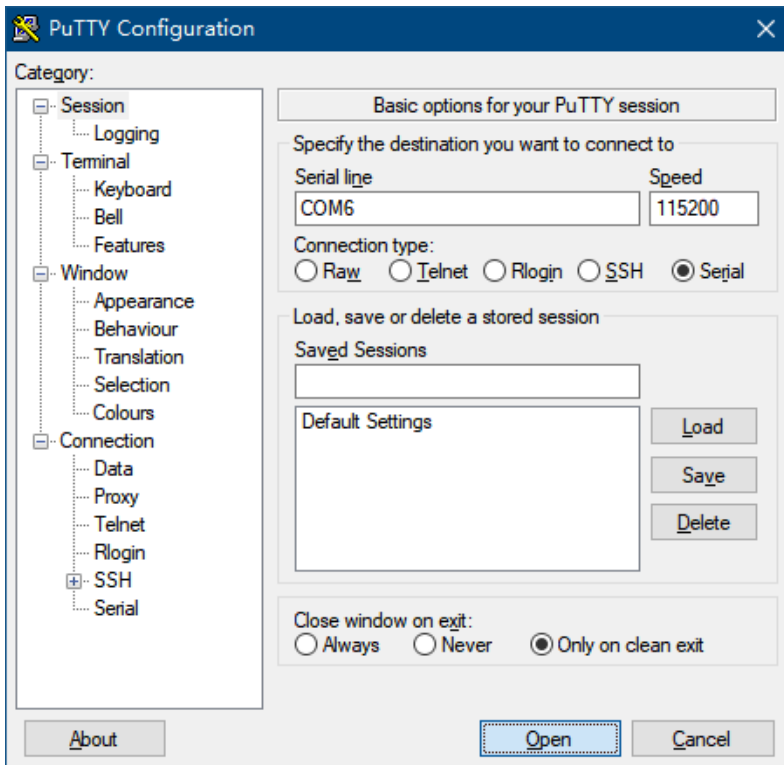 PuTTY Configuration
Category:
Session
Logging
Terminal
Keyboard
Bell
Features
Window
Appearance
Behaviour
Translation
Selection
Colours
Connection
Data
Proxy
Telnet
Rlogin
SSH
Serial
Basic options for your PuTTY session
Specify the destination you want to connect to
Serial line Speed
COM6 115200
Connection type:
Raw Telnet Rlogin SSH Serial
Load, save or delete a stored session
Saved Sessions
Default Settings
Load
Save
Delete
Close window on exit:
Always Never Only on clean exit
About Open Cancel